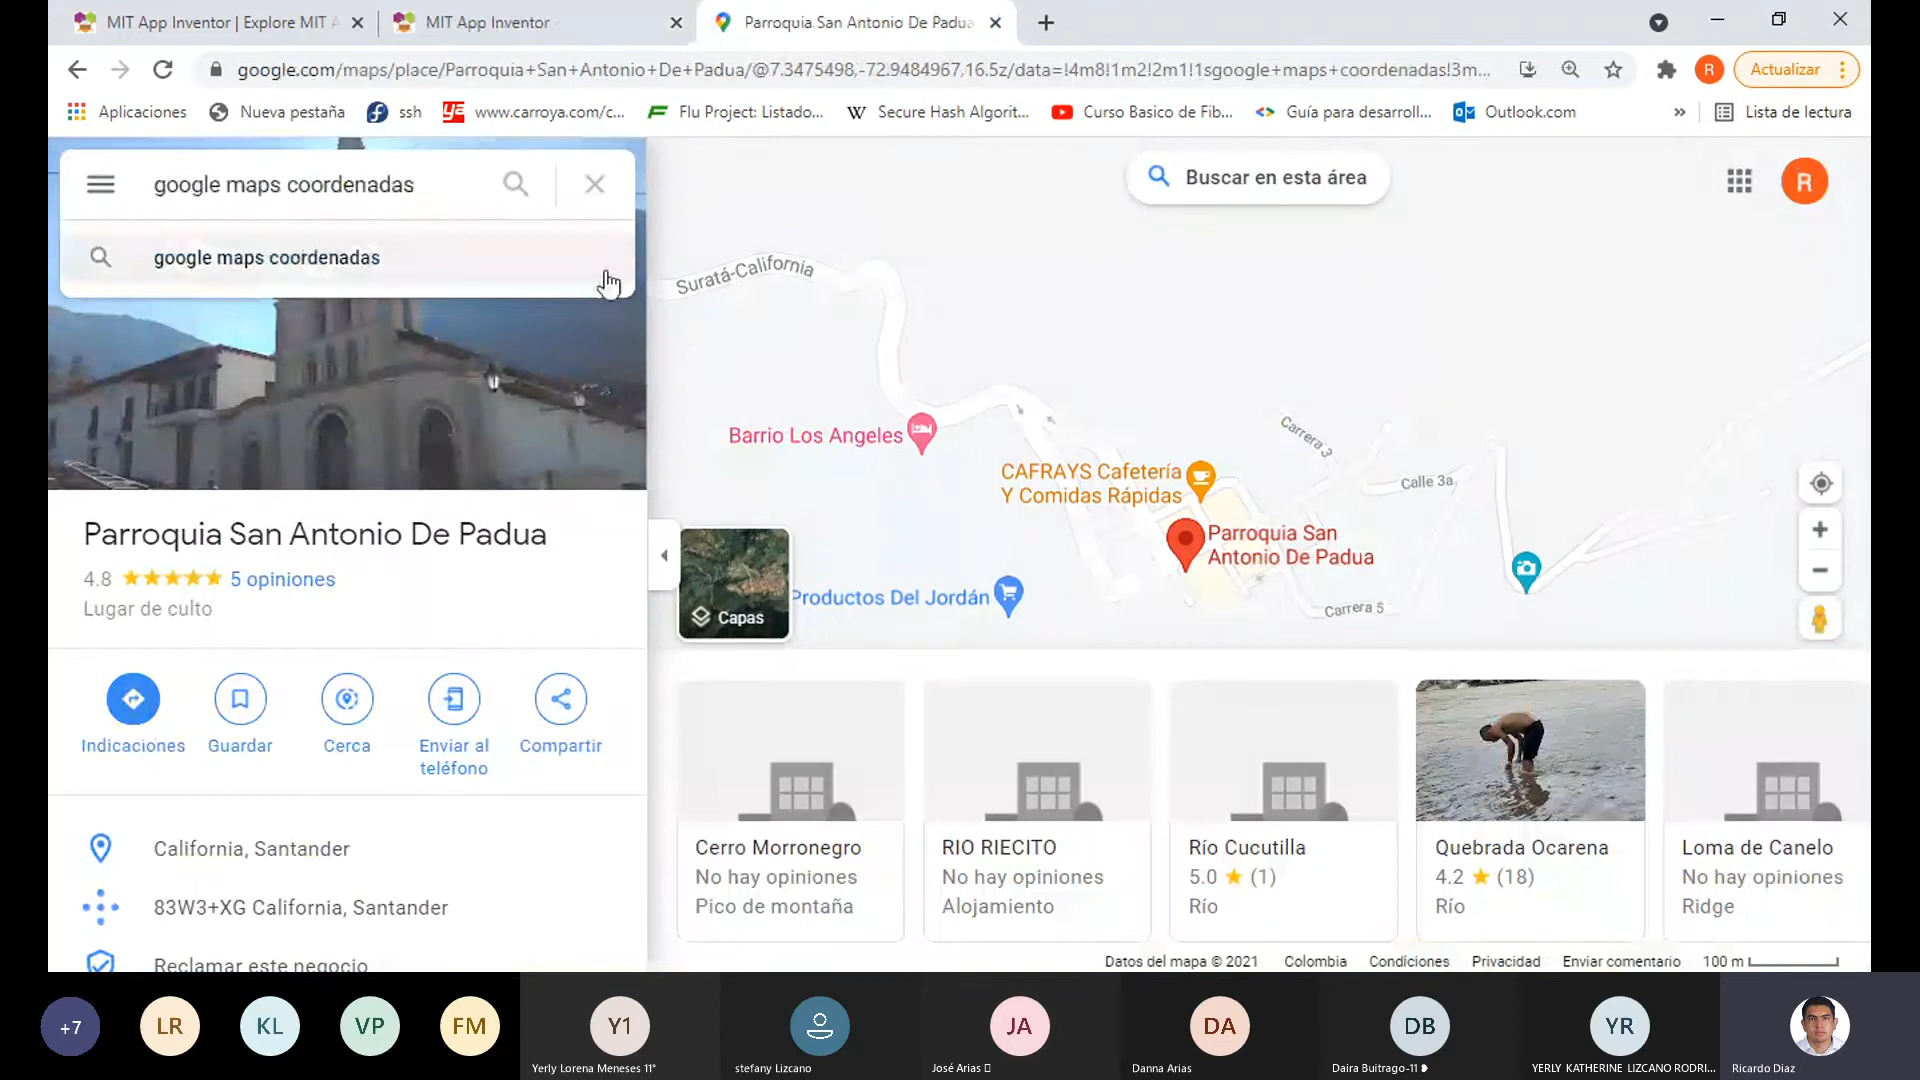 MIT App Inventor | Explore MIT A
MIT App Inventor
Parroquia San Antonio De Padua
google.com/maps/place/Parroquia+San+Antonio+De+Padua/@7.3475498,-72.9484967,16.5z/data=!4m8!1m2!2m1!1sgoogle+maps+coordenadas!3m...
R
Actualizar
Aplicaciones
Nueva pestaña
ssh
www.carroya.com/c...
Flu Project: Listado...
Secure Hash Algorit...
Curso Basico de Fib...
Guía para desarroll...
Outlook.com
»
Lista de lectura
google maps coordenadas
google maps coordenadas
Buscar en esta área
R
Suratá-California
Barrio Los Angeles
CAFRAYS Cafetería
Y Comidas Rápidas
Carrera 3
Calle 3a
Parroquia San
Antonio De Padua
Productos Del Jordán
Carrera 5
Capas
Parroquia San Antonio De Padua
4.8
5 opiniones
Lugar de culto
Indicaciones
Guardar
Cerca
Enviar al
teléfono
Compartir
California, Santander
83W3+XG California, Santander
Reclamar este negocio
Cerro Morronegro
No hay opiniones
Pico de montaña
RIO RIECITO
No hay opiniones
Alojamiento
Río Cucutilla
5.0 ★ (1)
Río
Quebrada Ocarena
4.2 ★ (18)
Río
Loma de Canelo
No hay opiniones
Ridge
Datos del mapa © 2021
Colombia
Condiciones
Privacidad
Enviar comentario
100 m
+7
LR
KL
VP
FM
Y1
JA
DA
DB
YR
Yerly Lorena Meneses 11°
stefany Lizcano
José Arias
Danna Arias
Daira Buitrago-11
YERLY KATHERINE LIZCANO RODRI...
Ricardo Diaz